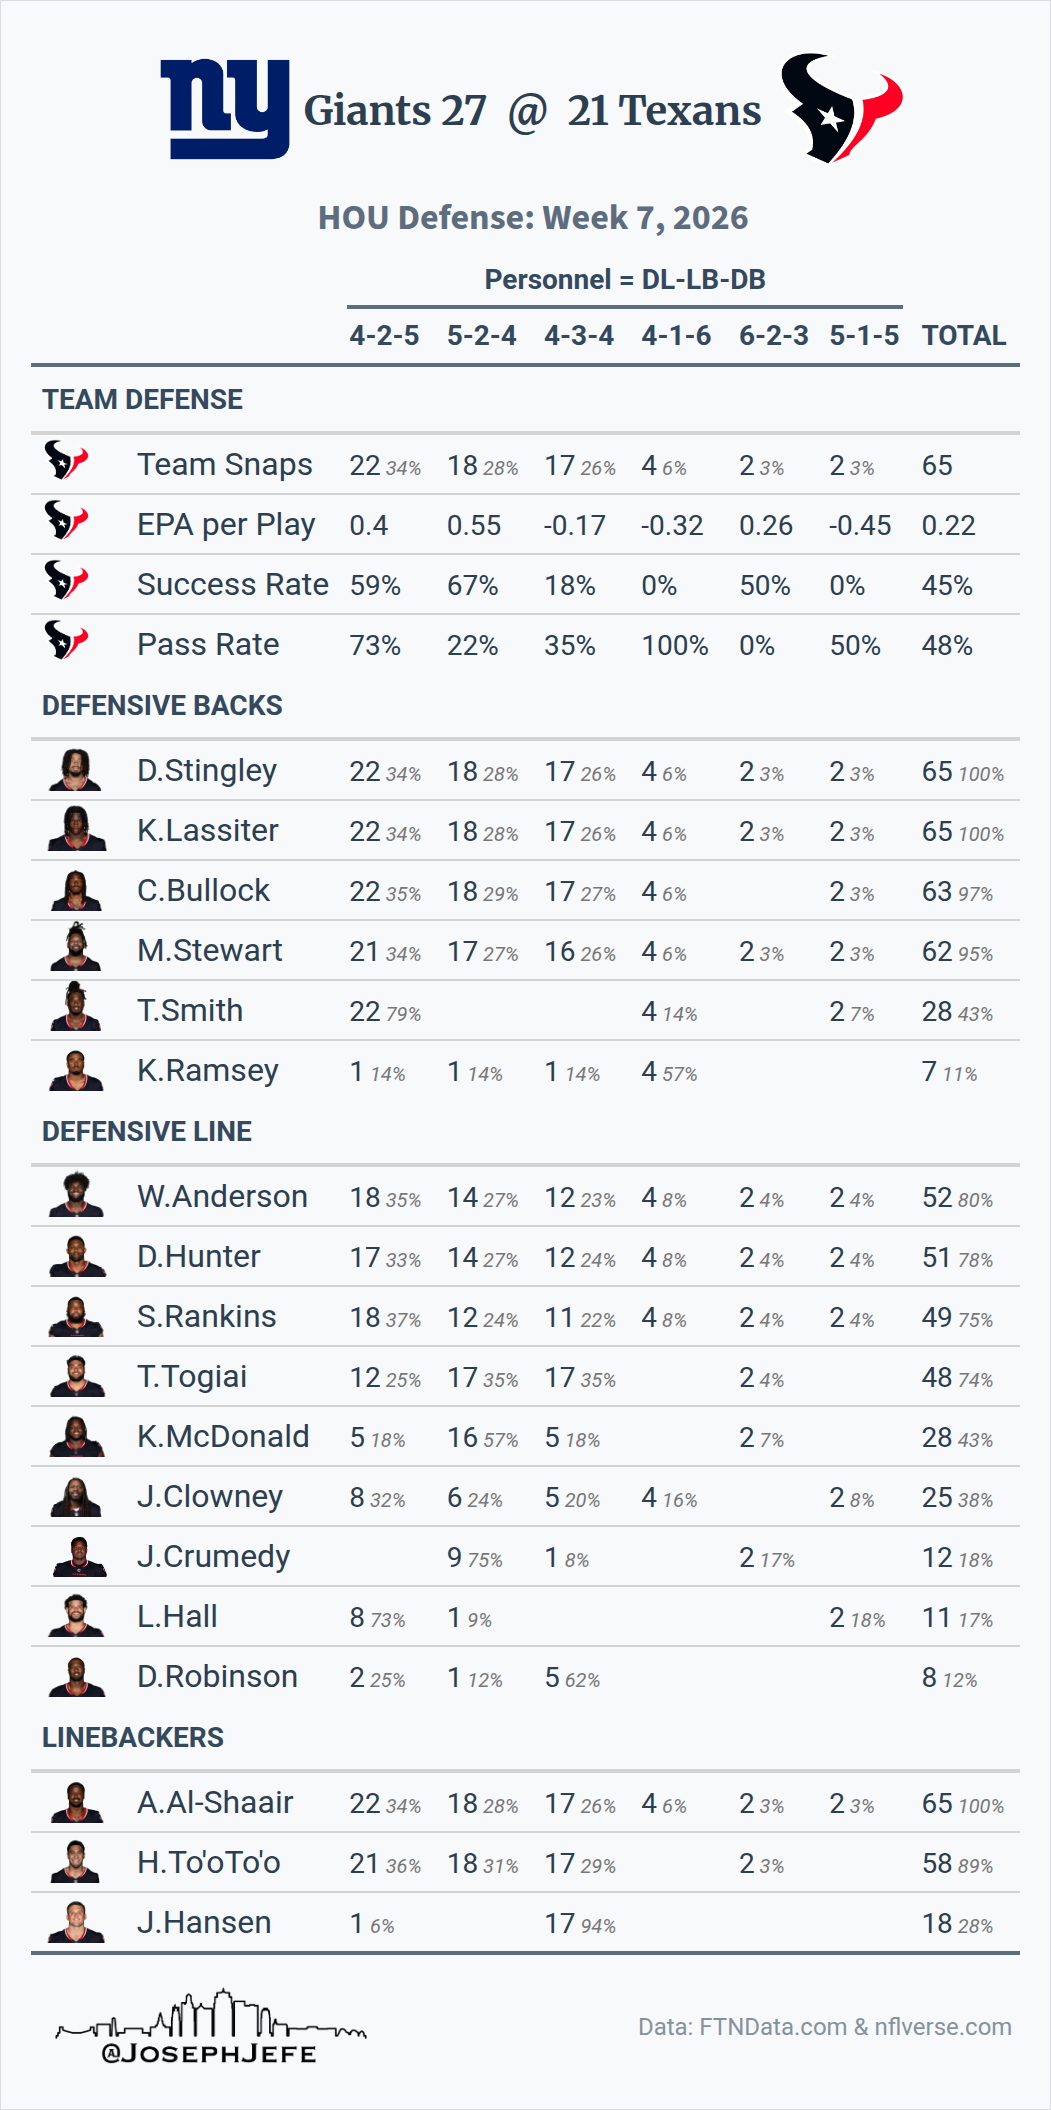 ny Giants 27 @ 21 Texans
HOU Defense: Week 7, 2026
Personnel = DL-LB-DB
4-2-5 5-2-4 4-3-4 4-1-6 6-2-3 5-1-5 TOTAL
TEAM DEFENSE
Team Snaps 22 34% 18 28% 17 26% 4 6% 2 3% 2 3% 65
EPA per Play 0.4 0.55 -0.17 -0.32 0.26 -0.45 0.22
Success Rate 59% 67% 18% 0% 50% 0% 45%
Pass Rate 73% 22% 35% 100% 0% 50% 48%
DEFENSIVE BACKS
D.Stingley 22 34% 18 28% 17 26% 4 6% 2 3% 2 3% 65 100%
K.Lassiter 22 34% 18 28% 17 26% 4 6% 2 3% 2 3% 65 100%
C.Bullock 22 35% 18 29% 17 27% 4 6% 2 3% 63 97%
M.Stewart 21 34% 17 27% 16 26% 4 6% 2 3% 2 3% 62 95%
T.Smith 22 79% 4 14% 2 7% 28 43%
K.Ramsey 1 14% 1 14% 1 14% 4 57% 7 11%
DEFENSIVE LINE
W.Anderson 18 35% 14 27% 12 23% 4 8% 2 4% 2 4% 52 80%
D.Hunter 17 33% 14 27% 12 24% 4 8% 2 4% 2 4% 51 78%
S.Rankins 18 37% 12 24% 11 22% 4 8% 2 4% 2 4% 49 75%
T.Togiai 12 25% 17 35% 17 35% 2 4% 48 74%
K.McDonald 5 18% 16 57% 5 18% 2 7% 28 43%
J.Clowney 8 32% 6 24% 5 20% 4 16% 2 8% 25 38%
J.Crumedy 9 75% 1 8% 2 17% 12 18%
L.Hall 8 73% 1 9% 2 18% 11 17%
D.Robinson 2 25% 1 12% 5 62% 8 12%
LINEBACKERS
A.Al-Shaair 22 34% 18 28% 17 26% 4 6% 2 3% 2 3% 65 100%
H.To'oTo'o 21 36% 18 31% 17 29% 2 3% 58 89%
J.Hansen 1 6% 17 94% 18 28%
@JOSEPHJEFE
Data: FTNData.com & nflverse.com